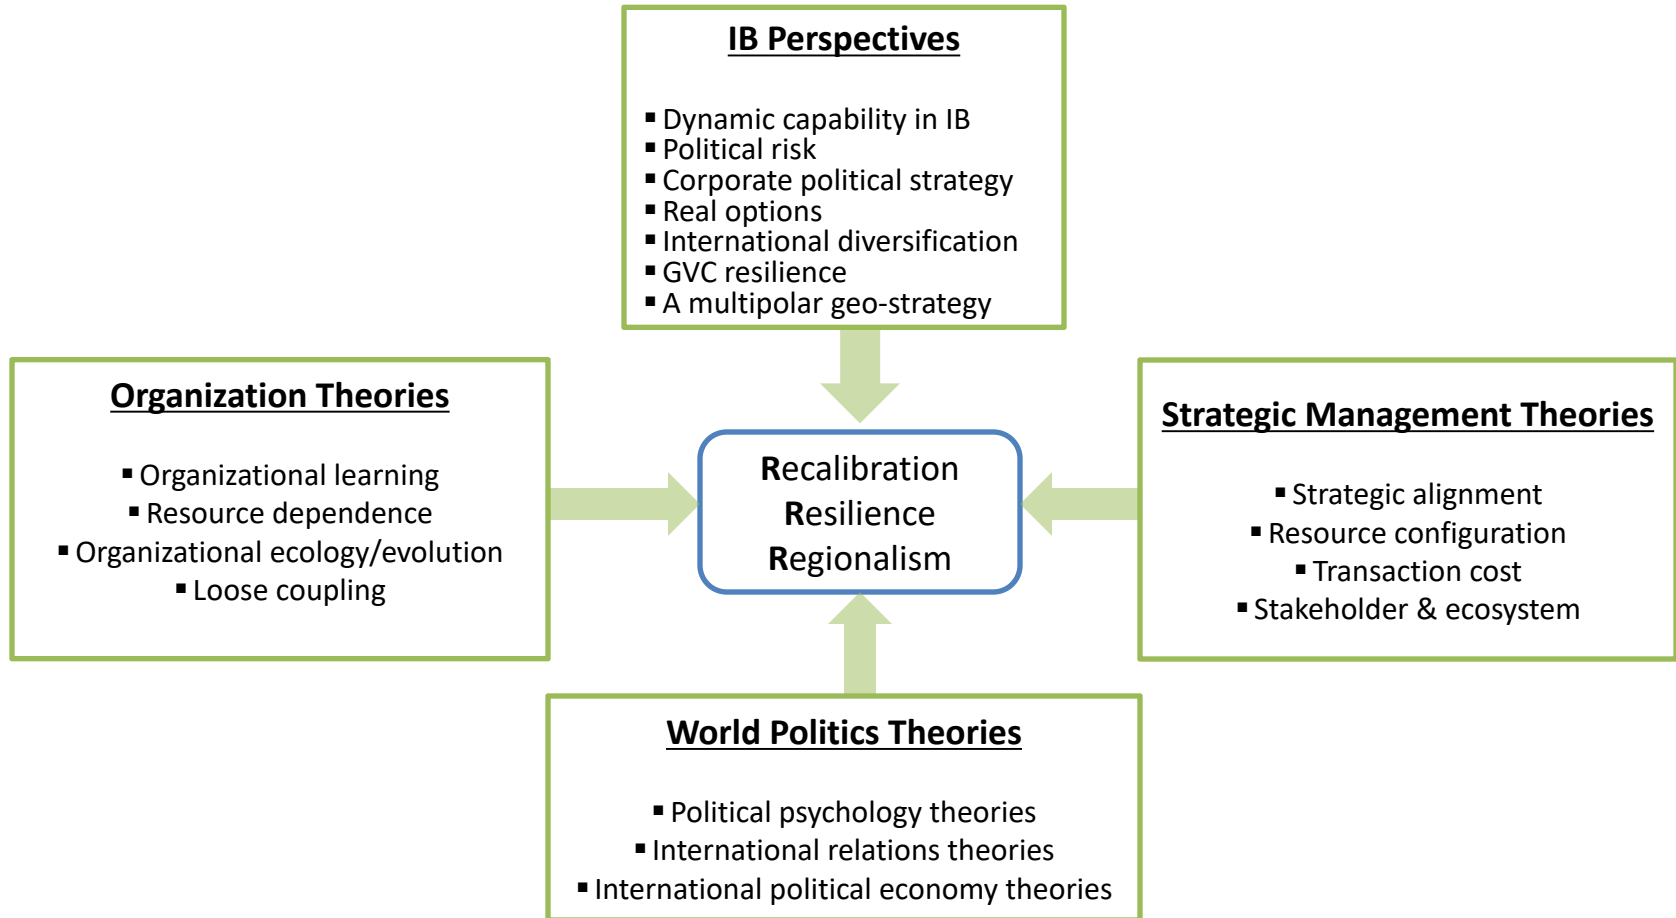 IB Perspectives
▪ Dynamic capability in IB
▪ Political risk
▪ Corporate political strategy
▪ Real options
▪ International diversification
▪ GVC resilience
▪ A multipolar geo-strategy
Organization Theories
▪ Organizational learning
▪ Resource dependence
▪ Organizational ecology/evolution
▪ Loose coupling
Recalibration
Resilience
Regionalism
Strategic Management Theories
▪ Strategic alignment
▪ Resource configuration
▪ Transaction cost
▪ Stakeholder & ecosystem
World Politics Theories
▪ Political psychology theories
▪ International relations theories
▪ International political economy theories